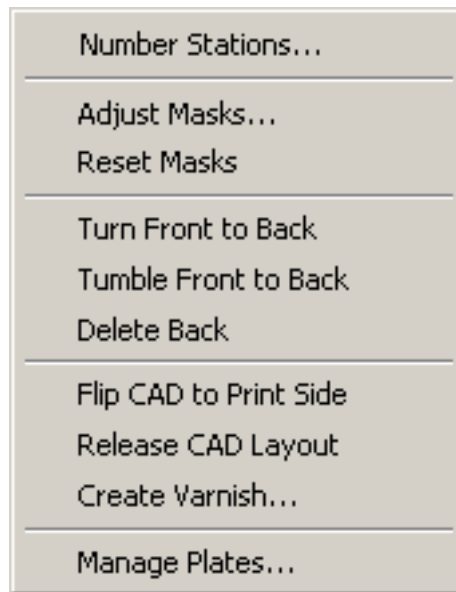 Number Stations...
Adjust Masks...
Reset Masks
Turn Front to Back
Tumble Front to Back
Delete Back
Flip CAD to Print Side
Release CAD Layout
Create Varnish...
Manage Plates...